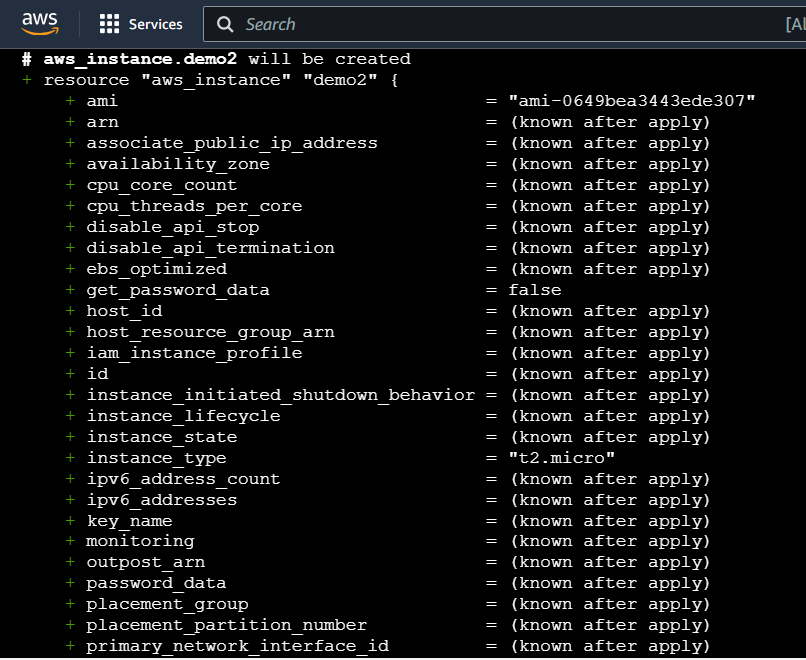 aws Services Search [Al
# aws_instance.demo2 will be created
+ resource "aws_instance" "demo2" {
+ ami = "ami-0649bea3443ede307"
+ arn = (known after apply)
+ associate_public_ip_address = (known after apply)
+ availability_zone = (known after apply)
+ cpu_core_count = (known after apply)
+ cpu_threads_per_core = (known after apply)
+ disable_api_stop = (known after apply)
+ disable_api_termination = (known after apply)
+ ebs_optimized = (known after apply)
+ get_password_data = false
+ host_id = (known after apply)
+ host_resource_group_arn = (known after apply)
+ iam_instance_profile = (known after apply)
+ id = (known after apply)
+ instance_initiated_shutdown_behavior = (known after apply)
+ instance_lifecycle = (known after apply)
+ instance_state = (known after apply)
+ instance_type = "t2.micro"
+ ipv6_address_count = (known after apply)
+ ipv6_addresses = (known after apply)
+ key_name = (known after apply)
+ monitoring = (known after apply)
+ outpost_arn = (known after apply)
+ password_data = (known after apply)
+ placement_group = (known after apply)
+ placement_partition_number = (known after apply)
+ primary_network_interface_id = (known after apply)